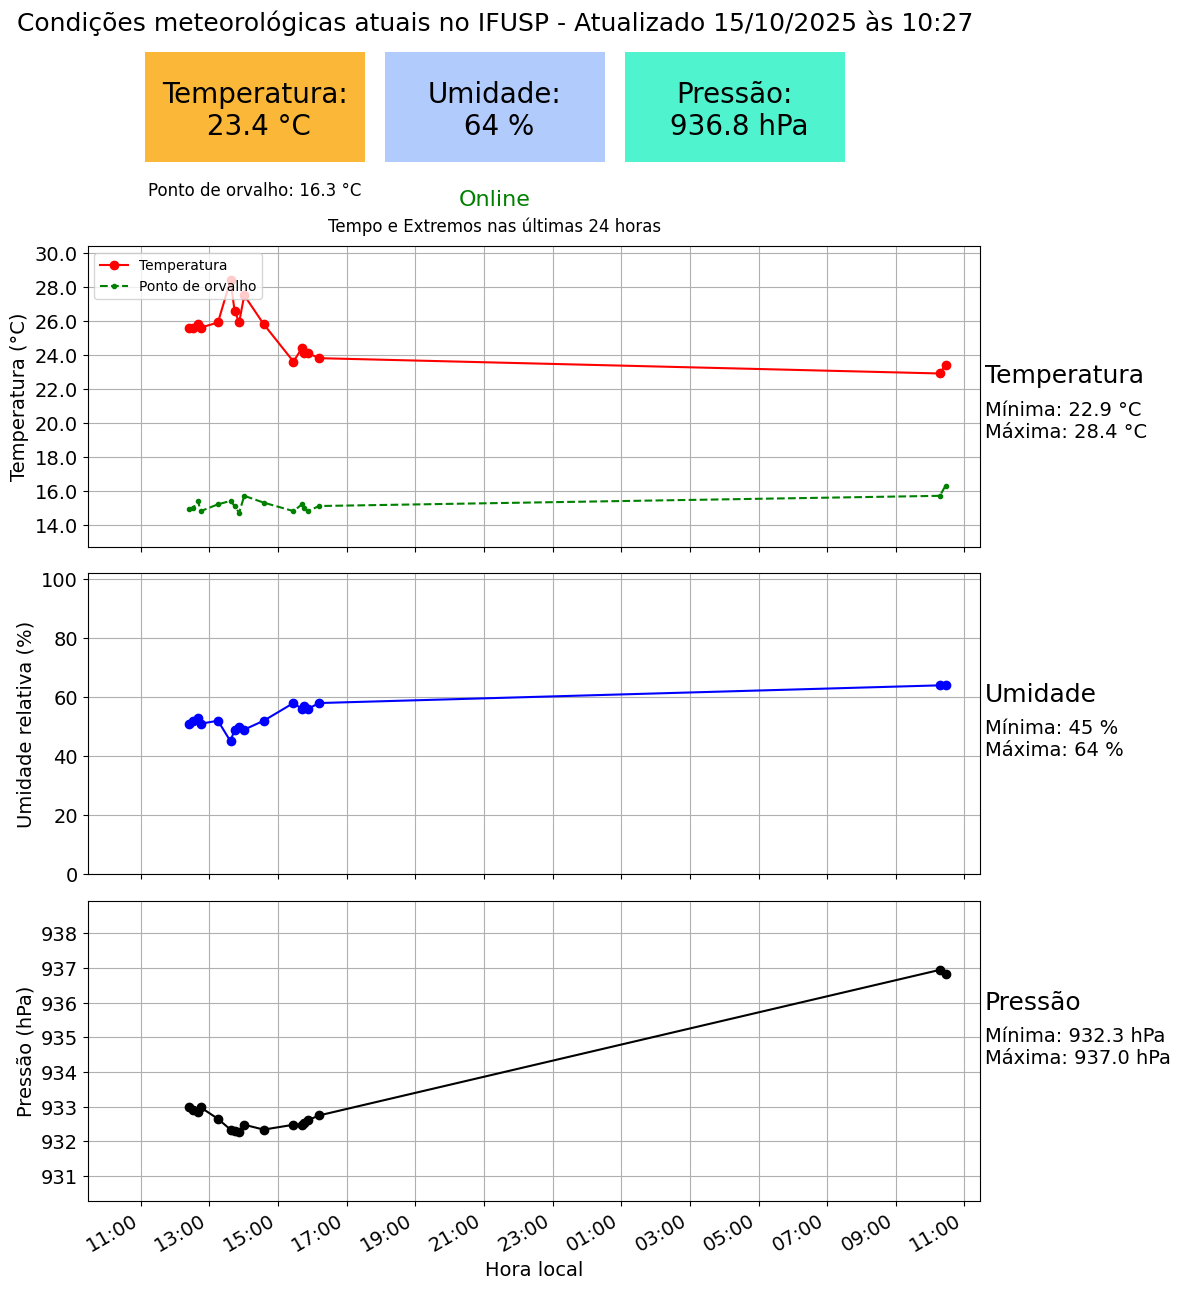 Condições meteorológicas atuais no IFUSP - Atualizado 15/10/2025 às 10:27
Temperatura:
23.4 °C
Umidade:
64 %
Pressão:
936.8 hPa
Ponto de orvalho: 16.3 °C
Online
Tempo e Extremos nas últimas 24 horas
Temperatura (°C)
30.0
28.0
26.0
24.0
22.0
20.0
18.0
16.0
14.0
Temperatura
Ponto de orvalho
Temperatura
Mínima: 22.9 °C
Máxima: 28.4 °C
Umidade relativa (%)
100
80
60
40
20
0
Umidade
Mínima: 45 %
Máxima: 64 %
Pressão (hPa)
938
937
936
935
934
933
932
931
Pressão
Mínima: 932.3 hPa
Máxima: 937.0 hPa
11:00
13:00
15:00
17:00
19:00
21:00
23:00
01:00
03:00
05:00
07:00
09:00
11:00
Hora local